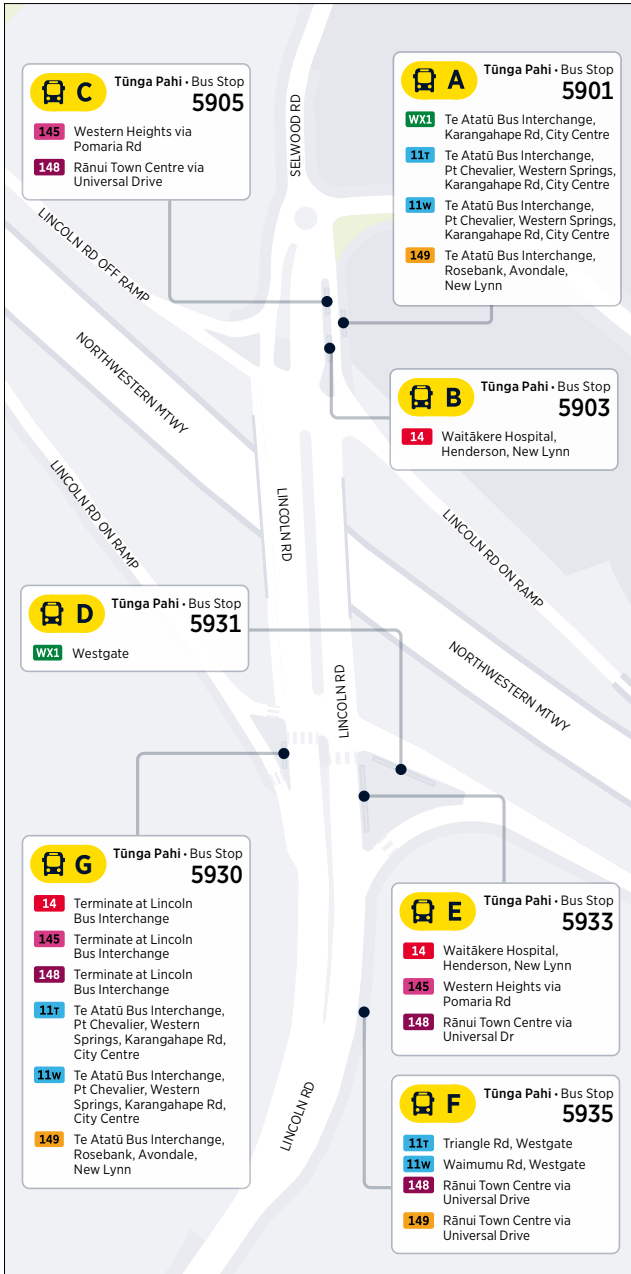 C
Tūnga Pahi • Bus Stop
5905
145 Western Heights via
Pomaria Rd
148 Rānui Town Centre via
Universal Drive
SELWOOD RD
A
Tūnga Pahi • Bus Stop
5901
WX1 Te Atatū Bus Interchange,
Karangahape Rd, City Centre
11T Te Atatū Bus Interchange,
Pt Chevalier, Western Springs,
Karangahape Rd, City Centre
11W Te Atatū Bus Interchange,
Pt Chevalier, Western Springs,
Karangahape Rd, City Centre
149 Te Atatū Bus Interchange,
Rosebank, Avondale,
New Lynn
LINCOLN RD OFF RAMP
NORTHWESTERN MTWY
B
Tūnga Pahi • Bus Stop
5903
14 Waitākere Hospital,
Henderson, New Lynn
LINCOLN RD ON RAMP
LINCOLN RD
LINCOLN RD ON RAMP
D
Tūnga Pahi • Bus Stop
5931
WX1 Westgate
LINCOLN RD
NORTHWESTERN MTWY
G
Tūnga Pahi • Bus Stop
5930
14 Terminate at Lincoln
Bus Interchange
145 Terminate at Lincoln
Bus Interchange
148 Terminate at Lincoln
Bus Interchange
11T Te Atatū Bus Interchange,
Pt Chevalier, Western
Springs, Karangahape Rd,
City Centre
11W Te Atatū Bus Interchange,
Pt Chevalier, Western
Springs, Karangahape Rd,
City Centre
149 Te Atatū Bus Interchange,
Rosebank, Avondale,
New Lynn
E
Tūnga Pahi • Bus Stop
5933
14 Waitākere Hospital,
Henderson, New Lynn
145 Western Heights via
Pomaria Rd
148 Rānui Town Centre via
Universal Dr
LINCOLN RD
F
Tūnga Pahi • Bus Stop
5935
11T Triangle Rd, Westgate
11W Waimumu Rd, Westgate
148 Rānui Town Centre via
Universal Drive
149 Rānui Town Centre via
Universal Drive